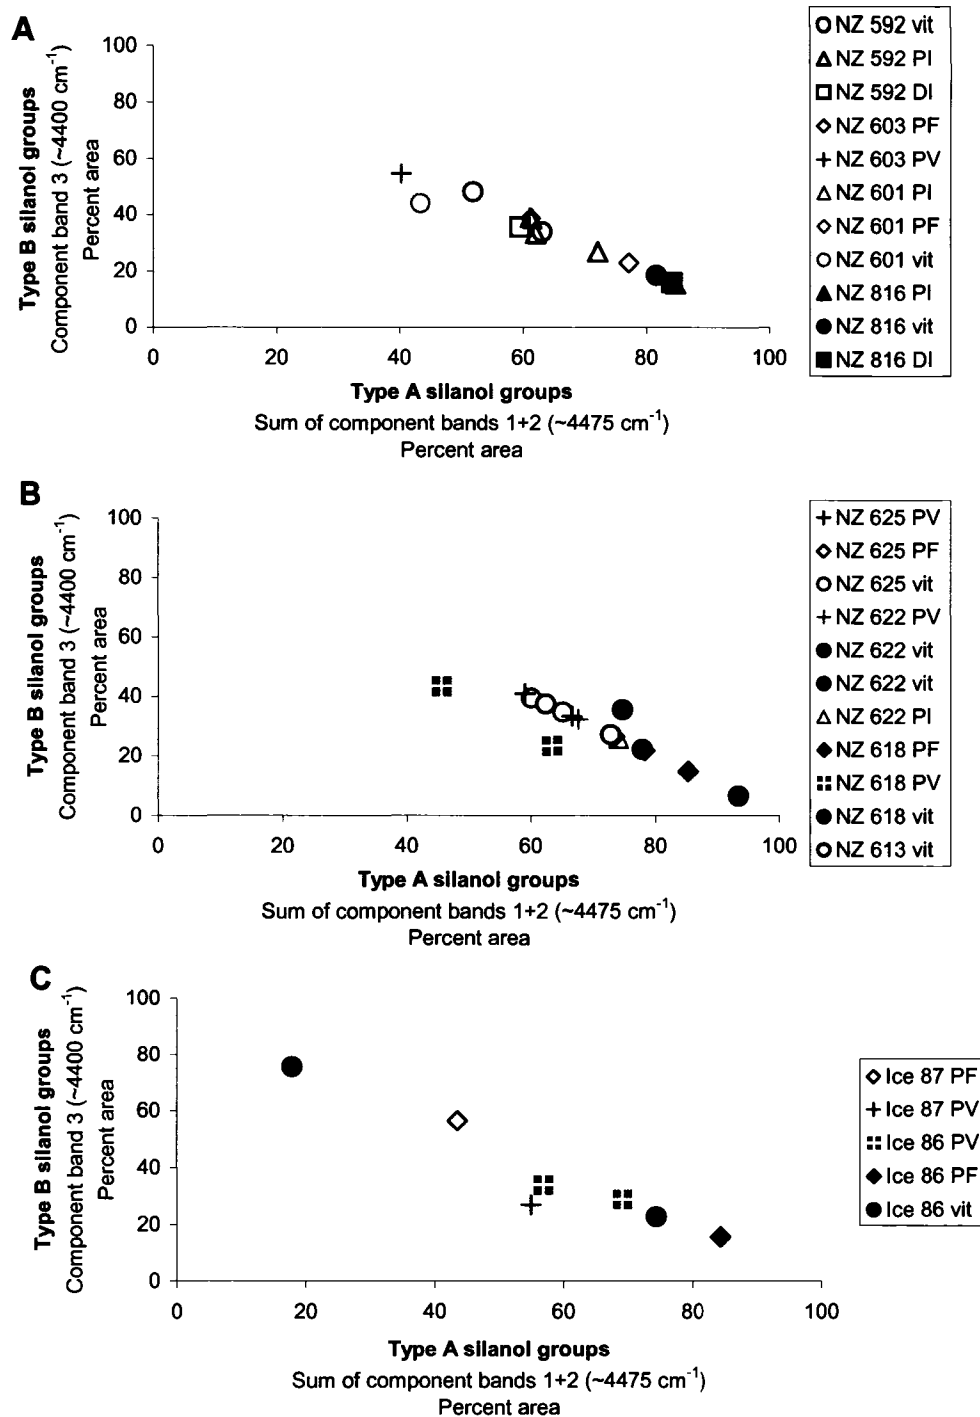 A
Type B silanol groups
Component band 3 (~4400 cm⁻¹)
Percent area
100
80
60
40
20
0
0 20 40 60 80 100
Type A silanol groups
Sum of component bands 1+2 (~4475 cm⁻¹)
Percent area
NZ 592 vit
NZ 592 PI
NZ 592 DI
NZ 603 PF
NZ 603 PV
NZ 601 PI
NZ 601 PF
NZ 601 vit
NZ 816 PI
NZ 816 vit
NZ 816 DI
B
Type B silanol groups
Component band 3 (~4400 cm⁻¹)
Percent area
100
80
60
40
20
0
0 20 40 60 80 100
Type A silanol groups
Sum of component bands 1+2 (~4475 cm⁻¹)
Percent area
NZ 625 PV
NZ 625 PF
NZ 625 vit
NZ 622 PV
NZ 622 vit
NZ 622 vit
NZ 622 PI
NZ 618 PF
NZ 618 PV
NZ 618 vit
NZ 613 vit
C
Type B silanol groups
Component band 3 (~4400 cm⁻¹)
Percent area
100
80
60
40
20
0
0 20 40 60 80 100
Type A silanol groups
Sum of component bands 1+2 (~4475 cm⁻¹)
Percent area
Ice 87 PF
Ice 87 PV
Ice 86 PV
Ice 86 PF
Ice 86 vit